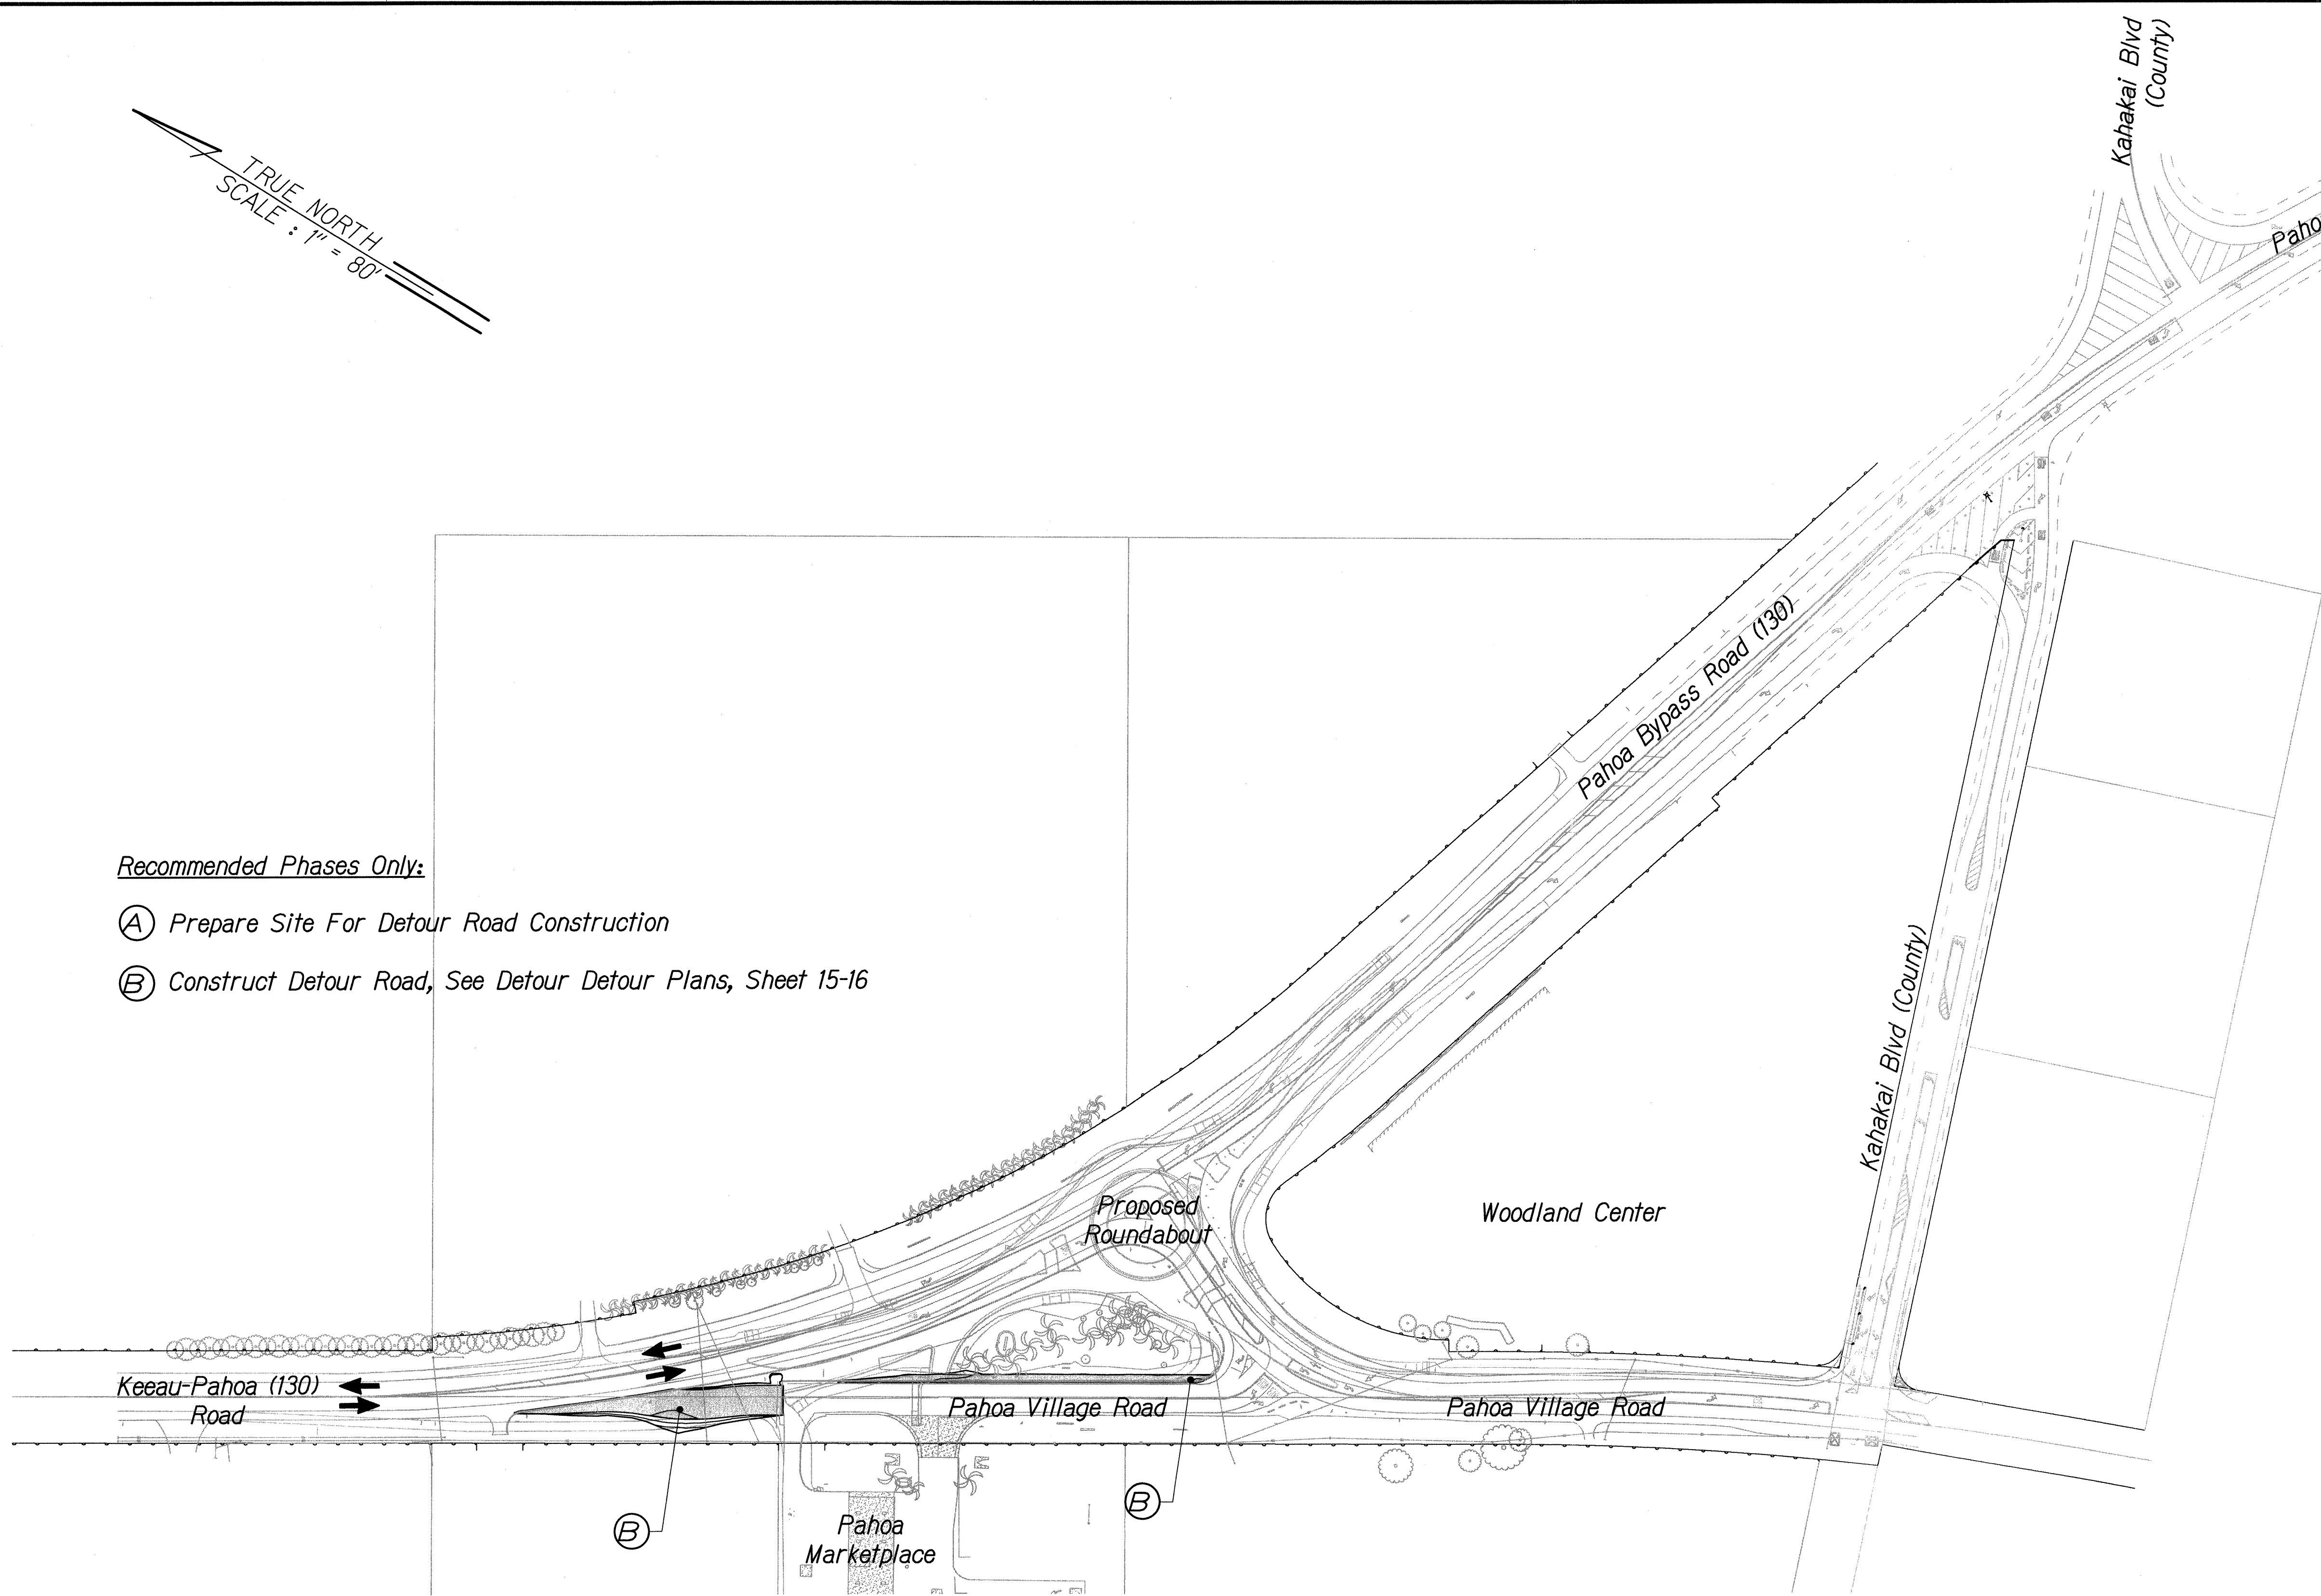 Kahakai Blvd
(County)
TRUE NORTH
SCALE : 1" = 80'
Pahoa Bypass Road (130)
Recommended Phases Only:
A Prepare Site For Detour Road Construction
B Construct Detour Road, See Detour Detour Plans, Sheet 15-16
Kahakai Blvd (County)
Proposed
Roundabout
Woodland Center
Keeau-Pahoa (130)
Road
Pahoa Village Road
Pahoa Village Road
B
B
Pahoa
Marketplace